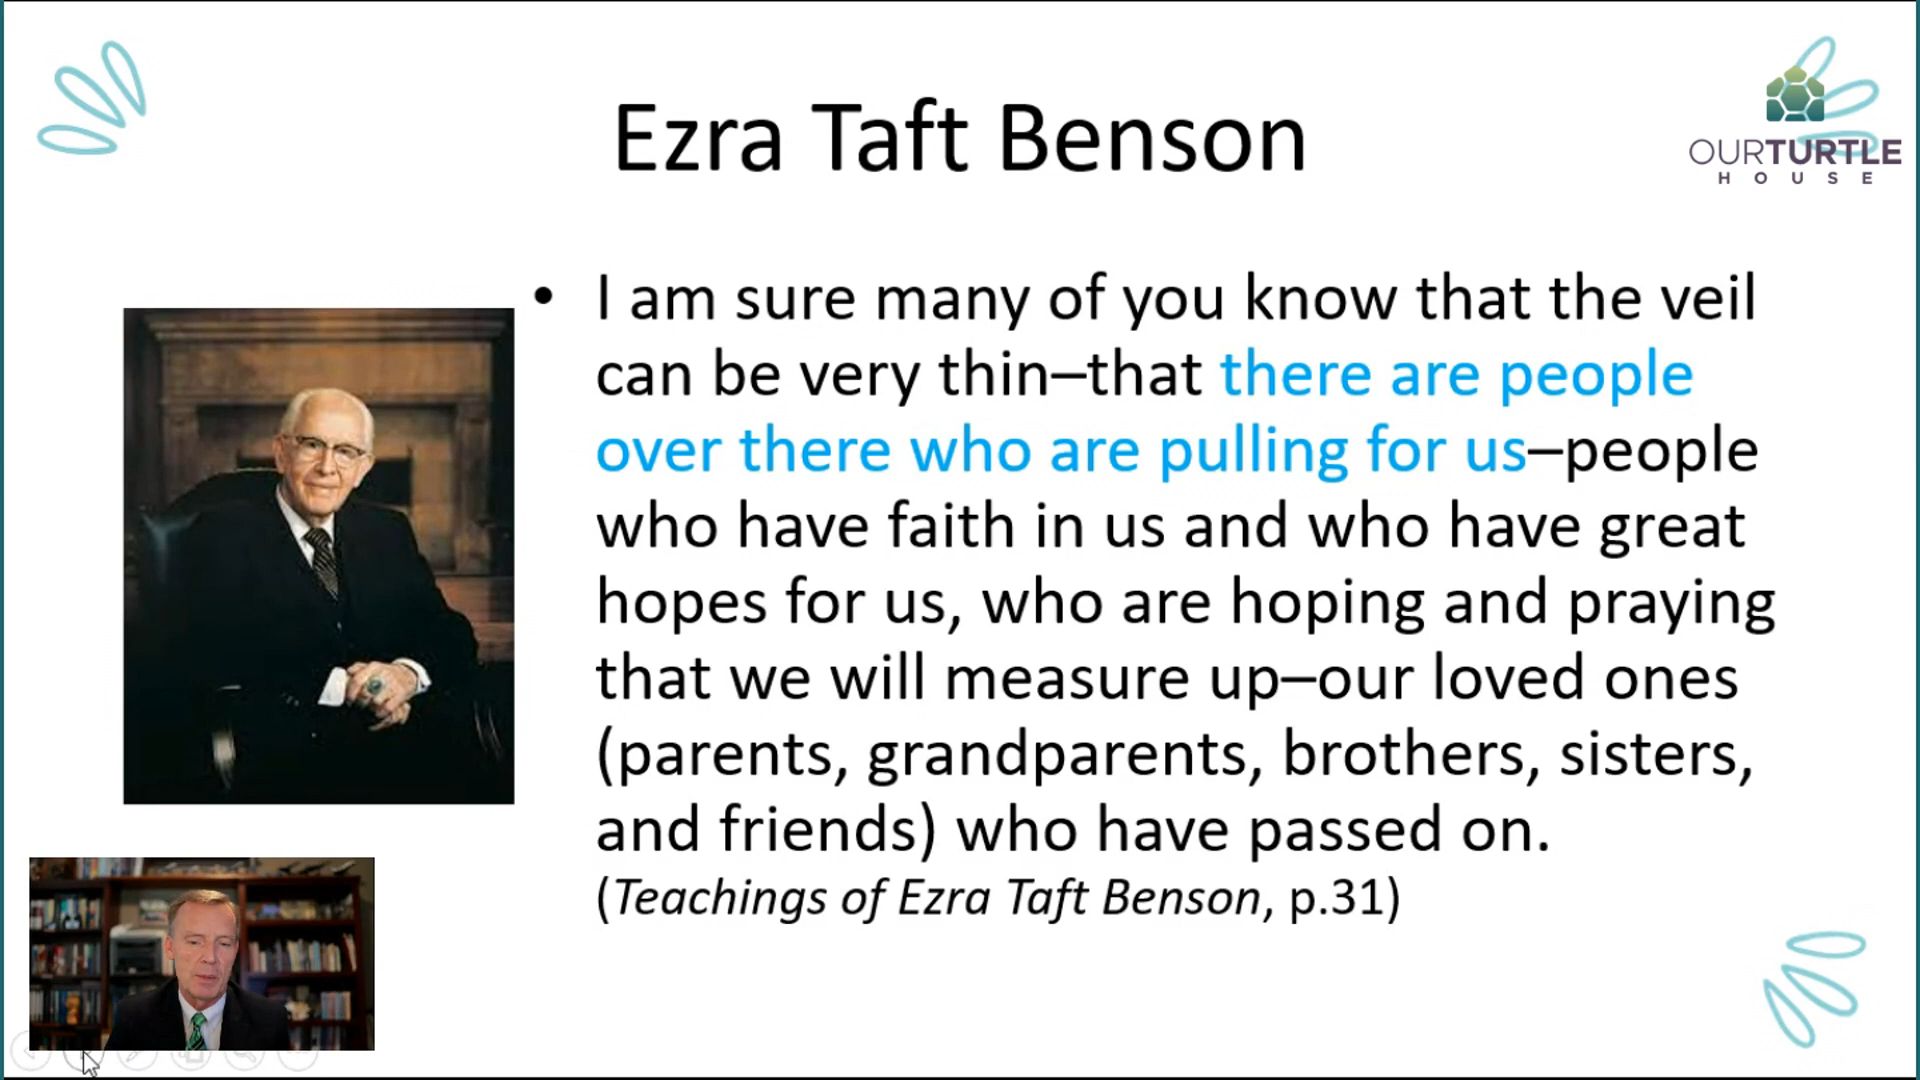 Ezra Taft Benson
OURTURTLE
HOUSE
• I am sure many of you know that the veil
can be very thin–that there are people
over there who are pulling for us–people
who have faith in us and who have great
hopes for us, who are hoping and praying
that we will measure up–our loved ones
(parents, grandparents, brothers, sisters,
and friends) who have passed on.
(Teachings of Ezra Taft Benson, p.31)